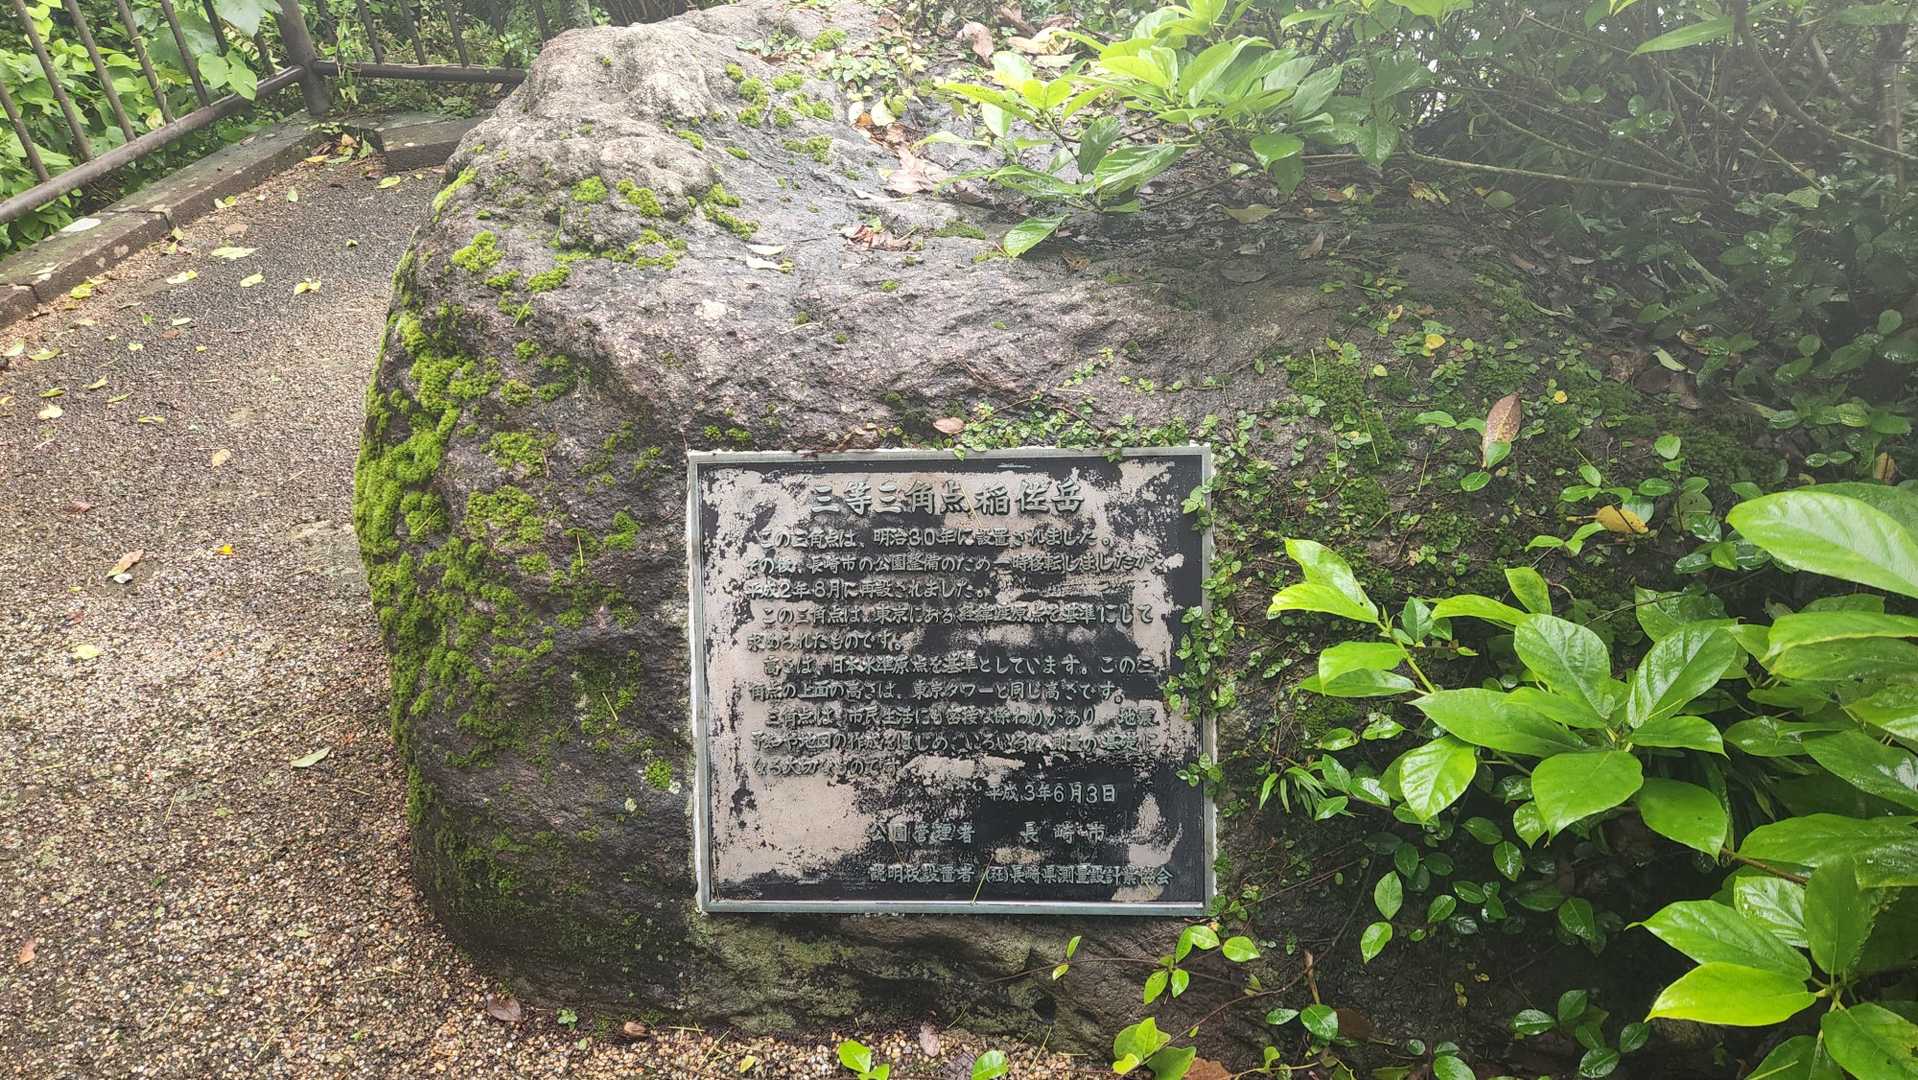 三等三角点稲佐岳
この三角点は、明治30年に設置されました。
その後、長崎市の公園整備のため一時移転しましたが、
平成2年8月に再設されました。
この三角点は、東京にある経緯度原点を基準にして
求められたものです。
高さは、日本水準原点を基準としています。この三
角点の上面の高さは、東京タワーと同じ高さです。
三角点は、市民生活にも密接な係わりがあり、地震
予知や地図の作成をはじめ、いろいろな測量の基準に
なる大切なものです。
平成3年6月3日
公園管理者 長崎市
説明板設置者 (社)長崎県測量設計業協会